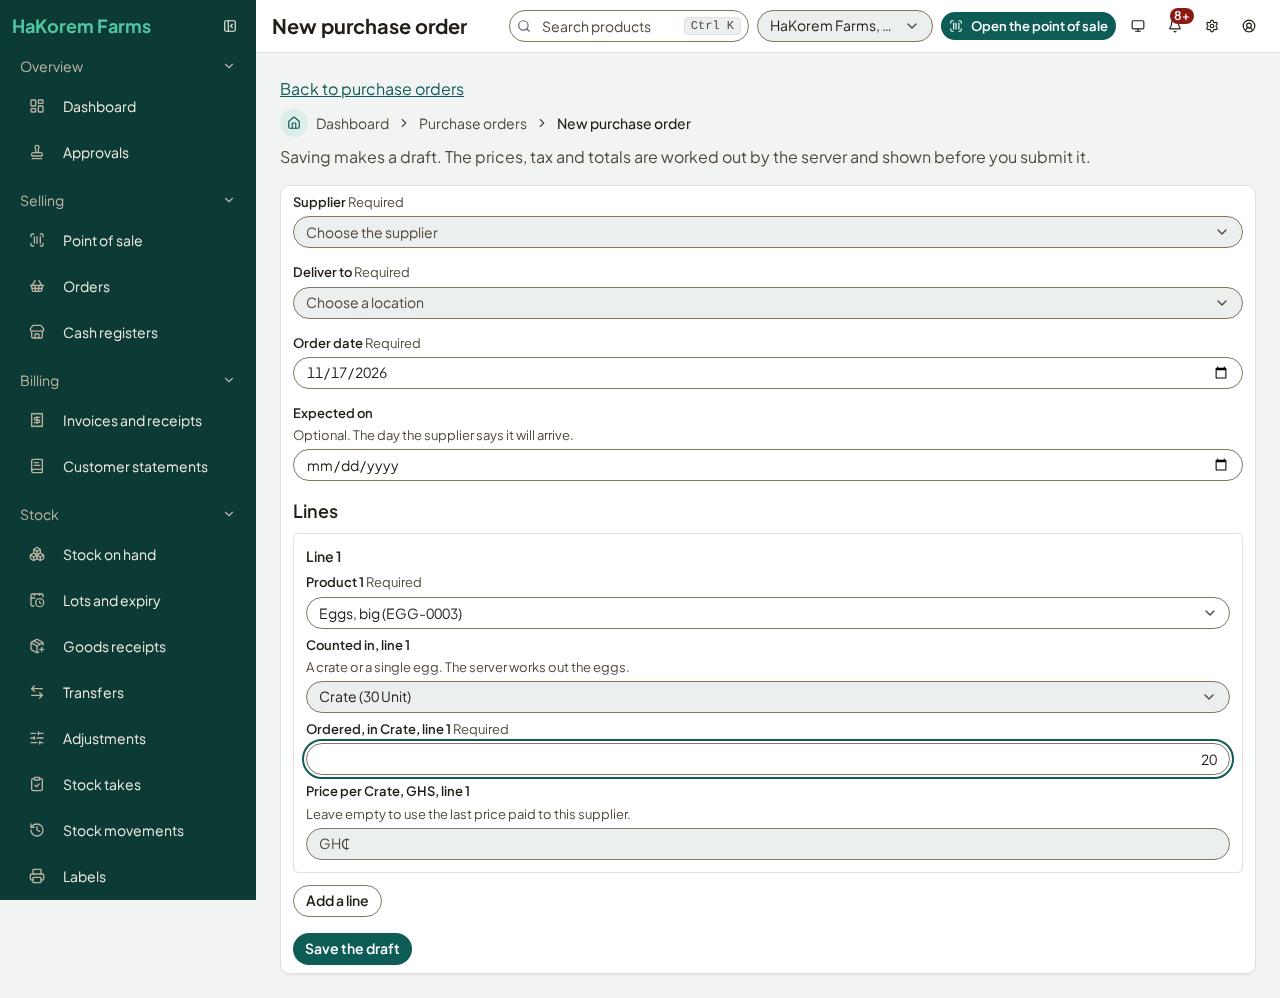 HaKorem Farms
Overview
Dashboard
Approvals
Selling
Point of sale
Orders
Cash registers
Billing
Invoices and receipts
Customer statements
Stock
Stock on hand
Lots and expiry
Goods receipts
Transfers
Adjustments
Stock takes
Stock movements
Labels
New purchase order
Search products
Ctrl K
HaKorem Farms, ...
Open the point of sale
8+
Back to purchase orders
Dashboard > Purchase orders > New purchase order
Saving makes a draft. The prices, tax and totals are worked out by the server and shown before you submit it.
Supplier Required
Choose the supplier
Deliver to Required
Choose a location
Order date Required
11/17/2026
Expected on
Optional. The day the supplier says it will arrive.
mm/dd/yyyy
Lines
Line 1
Product 1 Required
Eggs, big (EGG-0003)
Counted in, line 1
A crate or a single egg. The server works out the eggs.
Crate (30 Unit)
Ordered, in Crate, line 1 Required
20
Price per Crate, GHS, line 1
Leave empty to use the last price paid to this supplier.
GH₵
Add a line
Save the draft